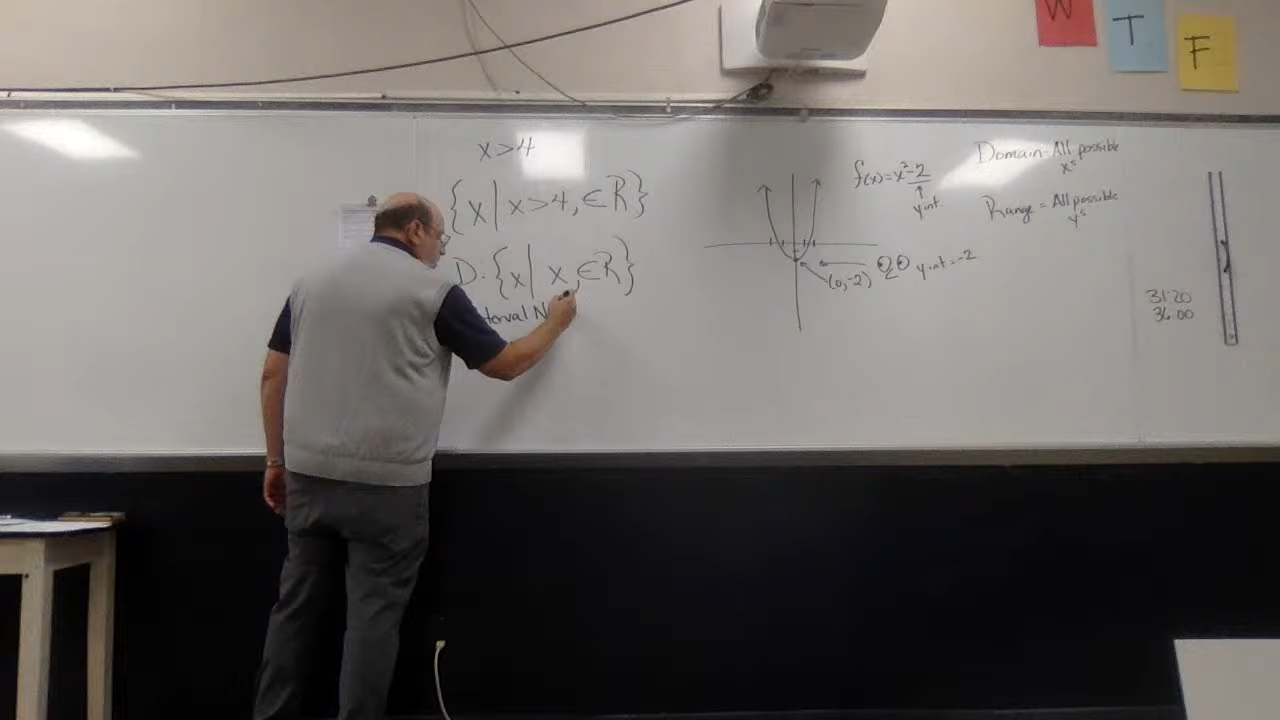 W
T
F
x>4
{x| x>4, ∈R}
D: {x| x, ∈R}
terval N
f(x)=x²-2
↑
y int.
(0,-2)
y int = -2
Domain - All possible
x's
Range = All possible
y's
31.20
36.00